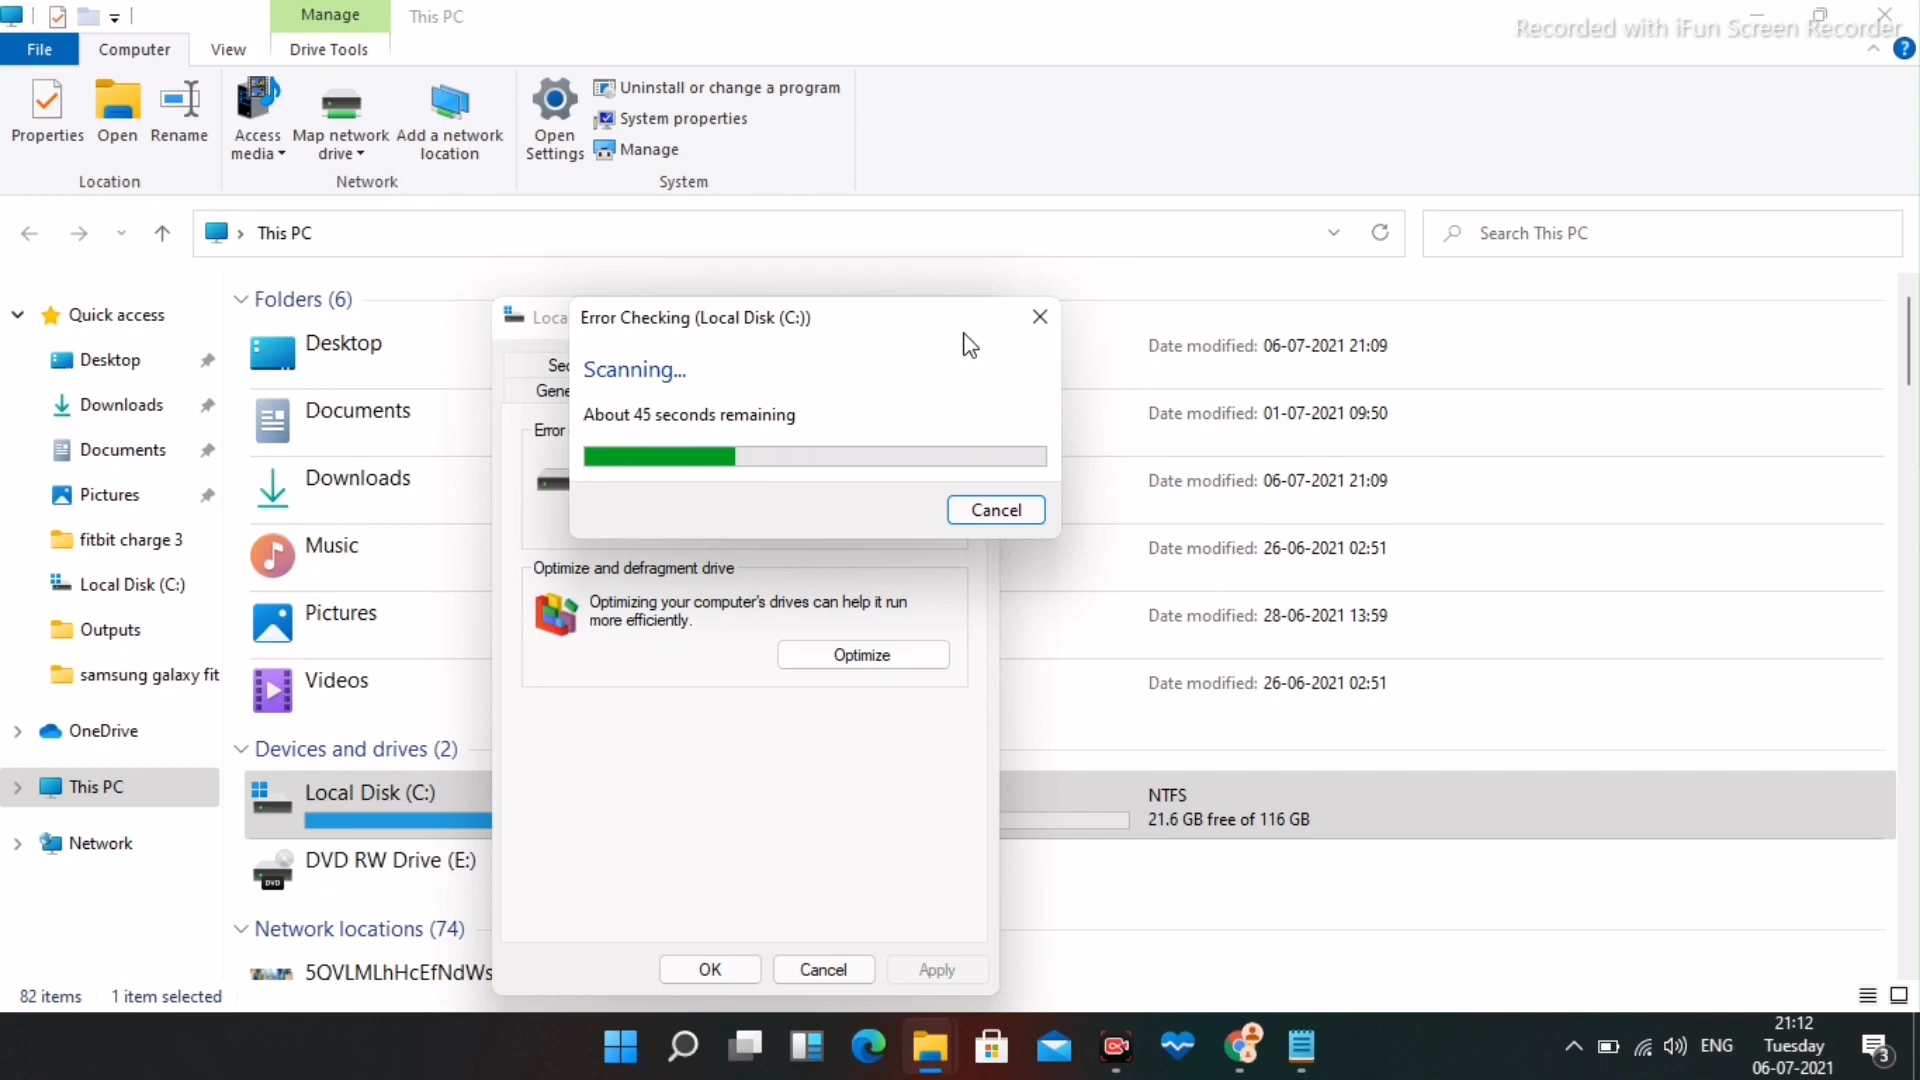 Manage
This PC
Recorded with iFun Screen Recorder
File
Computer
View
Drive Tools
Properties
Open
Rename
Access media
Map network drive
Add a network location
Open Settings
Uninstall or change a program
System properties
Manage
Location
Network
System
This PC
Search This PC
Quick access
Desktop
Downloads
Documents
Pictures
fitbit charge 3
Local Disk (C:)
Outputs
samsung galaxy fit
OneDrive
This PC
Network
Folders (6)
Desktop
Date modified: 06-07-2021 21:09
Documents
Date modified: 01-07-2021 09:50
Downloads
Date modified: 06-07-2021 21:09
Music
Date modified: 26-06-2021 02:51
Pictures
Date modified: 28-06-2021 13:59
Videos
Date modified: 26-06-2021 02:51
Devices and drives (2)
Local Disk (C:)
NTFS
21.6 GB free of 116 GB
DVD RW Drive (E:)
DVD
Network locations (74)
5QVLMLhHcEfNdWs
Loca
Sec
Gene
Error
Error Checking (Local Disk (C:))
Scanning...
About 45 seconds remaining
Cancel
Optimize and defragment drive
Optimizing your computer's drives can help it run
more efficiently.
Optimize
OK
Cancel
Apply
82 items
1 item selected
ENG
21:12
Tuesday
06-07-2021
3